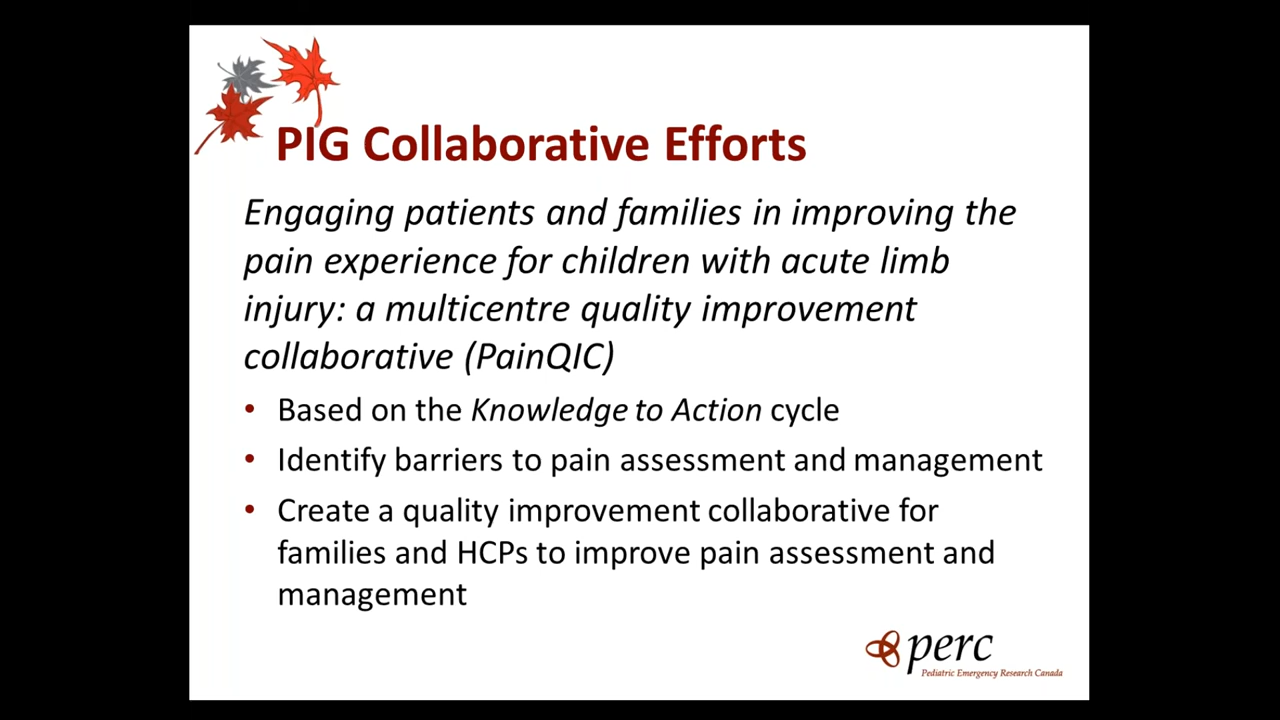 PIG Collaborative Efforts
Engaging patients and families in improving the
pain experience for children with acute limb
injury: a multicentre quality improvement
collaborative (PainQIC)
• Based on the Knowledge to Action cycle
• Identify barriers to pain assessment and management
• Create a quality improvement collaborative for
families and HCPs to improve pain assessment and
management
perc
Pediatric Emergency Research Canada